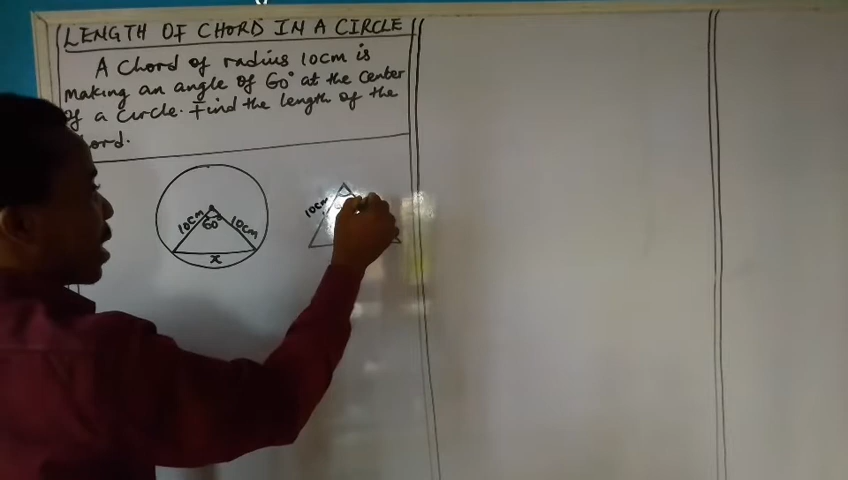 LENGTH OF CHORD IN A CIRCLE
A Chord of radius 10cm is
making an angle of 60° at the center
of a circle. Find the length of the
ord.
10cm 10cm
60°
x
10cm